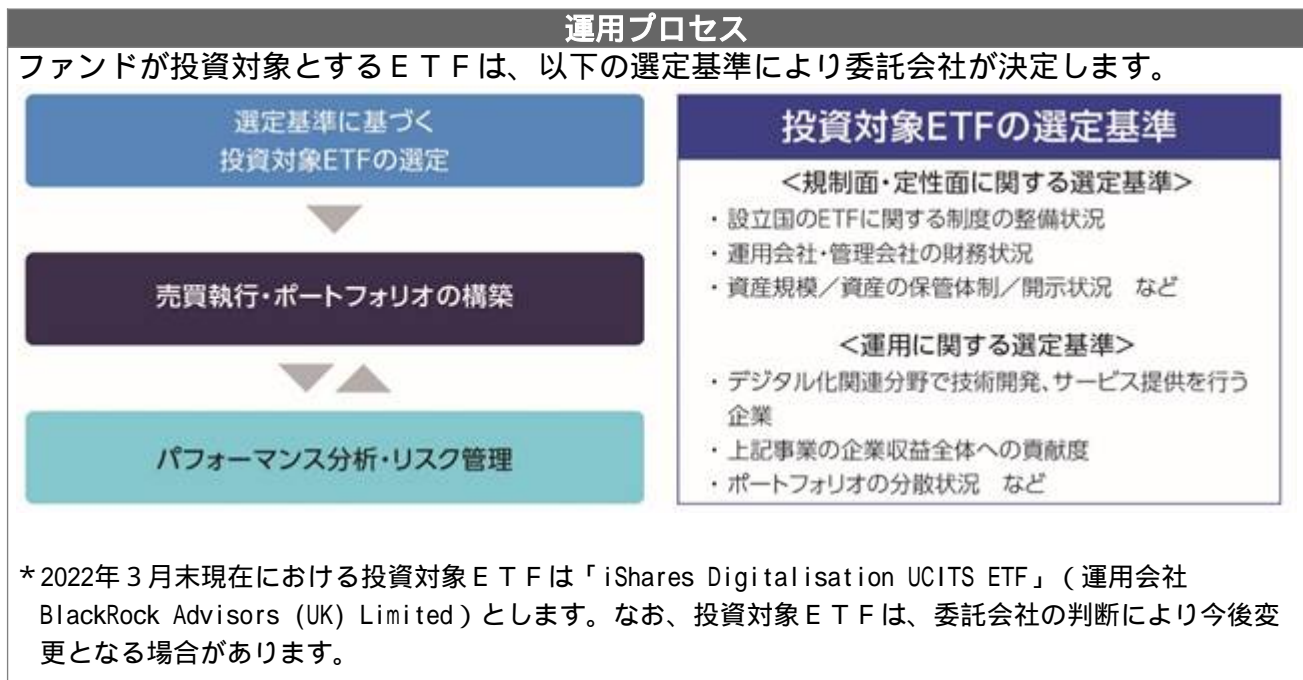 運用プロセス
ファンドが投資対象とするＥＴＦは、以下の選定基準により委託会社が決定します。
選定基準に基づく
投資対象ETFの選定
売買執行・ポートフォリオの構築
パフォーマンス分析・リスク管理
投資対象ETFの選定基準
＜規制面・定性面に関する選定基準＞
・設立国のETFに関する制度の整備状況
・運用会社・管理会社の財務状況
・資産規模／資産の保管体制／開示状況　など
＜運用に関する選定基準＞
・デジタル化関連分野で技術開発、サービス提供を行う
企業
・上記事業の企業収益全体への貢献度
・ポートフォリオの分散状況　など
＊2022年３月末現在における投資対象ＥＴＦは「iShares Digitalisation UCITS ETF」（運用会社
BlackRock Advisors (UK) Limited）とします。なお、投資対象ＥＴＦは、委託会社の判断により今後変
更となる場合があります。